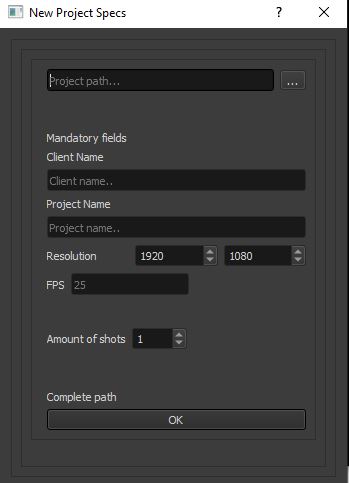 New Project Specs ? ×
Project path... ...
Mandatory fields
Client Name
Client name..
Project Name
Project name..
Resolution 1920 1080
FPS 25
Amount of shots 1
Complete path
OK